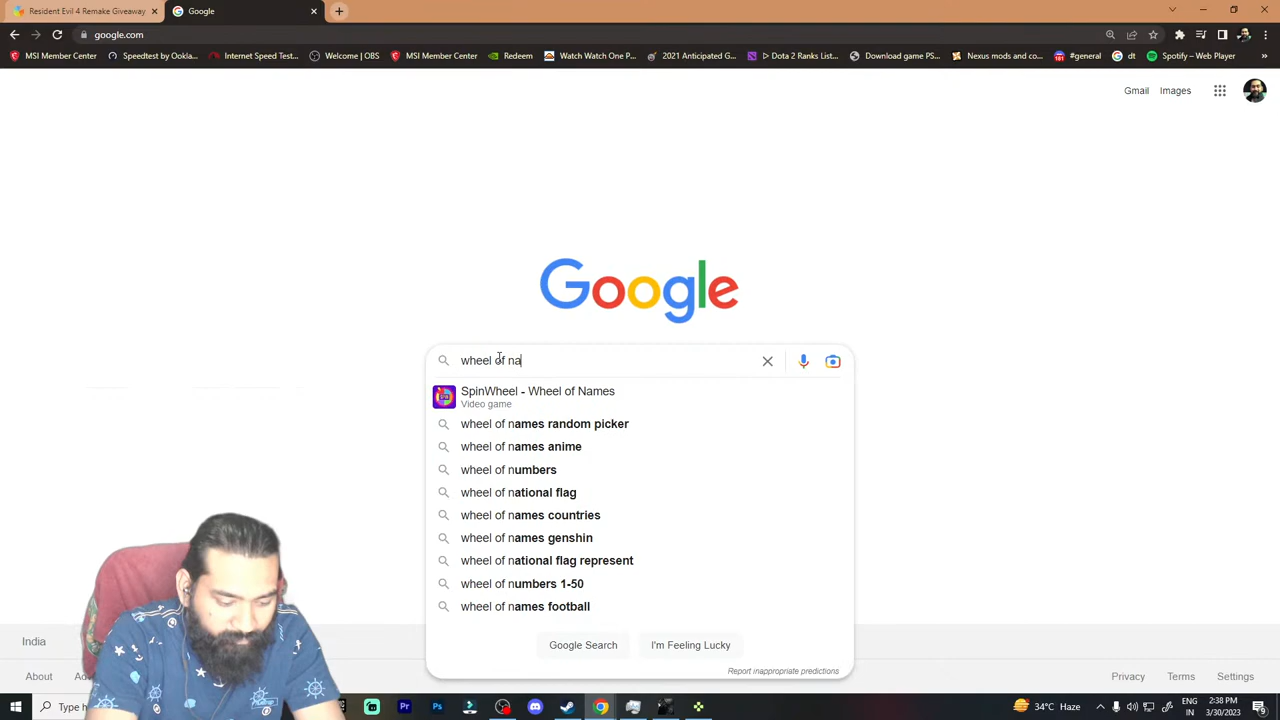 Resident Evil 4 Remake Giveaway
Google
google.com
MSI Member Center
Speedtest by Ookla...
Internet Speed Test...
Welcome | OBS
MSI Member Center
Redeem
Watch Watch One P...
2021 Anticipated G...
▷ Dota 2 Ranks List...
Download game PS...
Nexus mods and co...
#general
dt
Spotify – Web Player
»
Gmail
Images
Google
wheel of na
SpinWheel - Wheel of Names
Video game
wheel of names random picker
wheel of names anime
wheel of numbers
wheel of national flag
wheel of names countries
wheel of names genshin
wheel of national flag represent
wheel of numbers 1-50
wheel of names football
Google Search
I'm Feeling Lucky
Report inappropriate predictions
India
About
Privacy
Terms
Settings
Type h
34°C Haze
ENG
IN
2:38 PM
3/30/2023